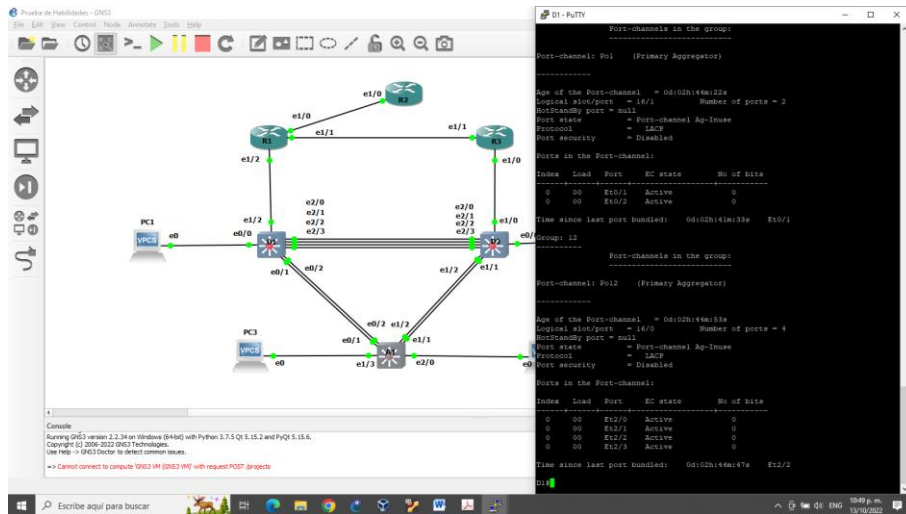 Prueba de Habilidades - GNS3
File Edit View Control Node Annotate Tools Help
R2
e1/0
e1/0
e1/1
e1/1
R1
R3
e1/2
e1/0
e2/0
e2/1
e2/2
e2/3
e2/0
e2/1
e2/2
e2/3
PC1
e1/2
e1/0
VPCS
e0
e0/0
D1
D2
e0/1
e0/2
e1/2
e1/1
e0/2
e1/2
PC3
e0/1
e1/1
VPCS
e0
e1/3
A1
e2/0
e0
Console
Running GNS3 version 2.2.34 on Windows (64-bit) with Python 3.7.5 Qt 5.15.2 and PyQt 5.15.6.
Copyright (c) 2006-2022 GNS3 Technologies.
Use Help -> GNS3 Doctor to detect common issues.
=> Cannot connect to compute 'GNS3 VM (GNS3 VM)' with request POST /projects
D1 - PuTTY
Port-channels in the group:
---------------------------
Port-channel: Po1 (Primary Aggregator)
------------
Age of the Port-channel = 0d:02h:44m:22s
Logical slot/port = 16/1 Number of ports = 2
HotStandBy port = null
Port state = Port-channel Ag-Inuse
Protocol = LACP
Port security = Disabled
Ports in the Port-channel:
Index Load Port EC state No of bits
------+------+------+------------------+-----------
0 00 Et0/1 Active 0
0 00 Et0/2 Active 0
Time since last port bundled: 0d:02h:41m:33s Et0/1
Group: 12
----------
Port-channels in the group:
---------------------------
Port-channel: Po12 (Primary Aggregator)
------------
Age of the Port-channel = 0d:02h:44m:53s
Logical slot/port = 16/0 Number of ports = 4
HotStandBy port = null
Port state = Port-channel Ag-Inuse
Protocol = LACP
Port security = Disabled
Ports in the Port-channel:
Index Load Port EC state No of bits
------+------+------+------------------+-----------
0 00 Et2/0 Active 0
0 00 Et2/1 Active 0
0 00 Et2/2 Active 0
0 00 Et2/3 Active 0
Time since last port bundled: 0d:02h:44m:47s Et2/2
D1#
Escribe aquí para buscar
ENG
10:49 p. m.
13/10/2022